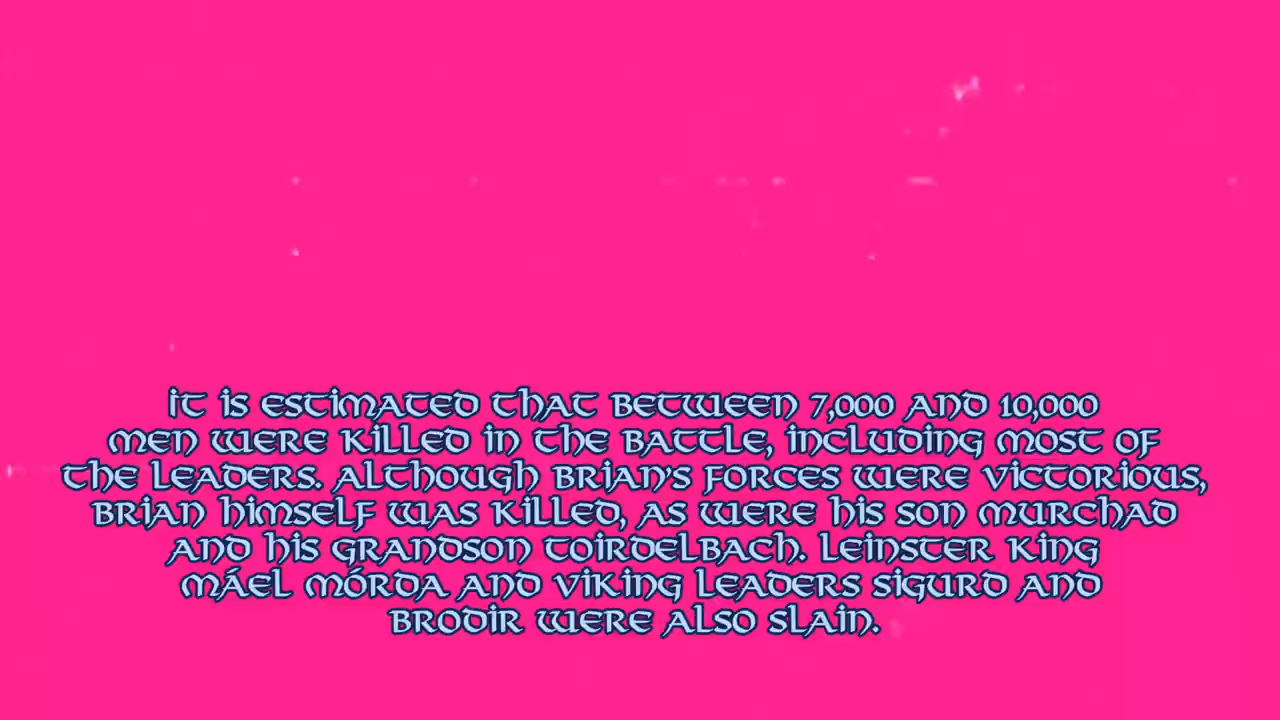 It is estimated that between 7,000 and 10,000
men were killed in the battle, including most of
the leaders. Although Brian's forces were victorious,
Brian himself was killed, as were his son Murchad
and his grandson Toirdelbach. Leinster King
Máel Mórda and Viking leaders Sigurd and
Brodir were also slain.